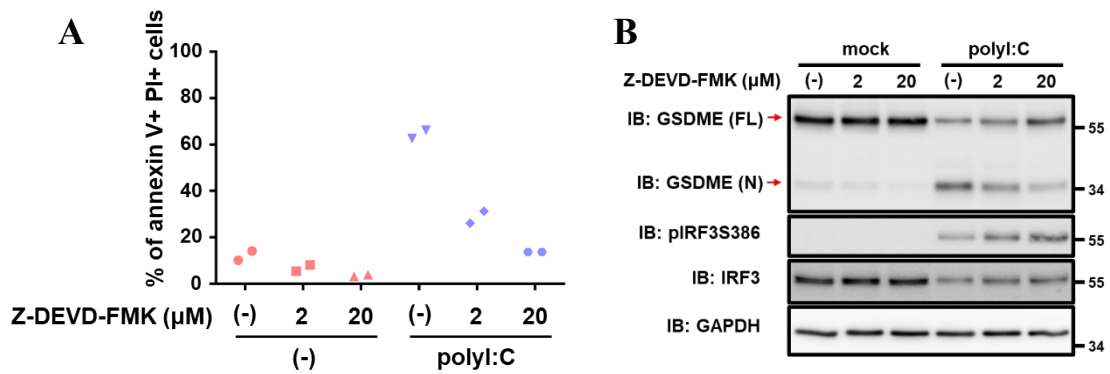 A
% of annexin V+ PI+ cells
100
80
60
40
20
0
Z-DEVD-FMK (μM) (-) 2 20 (-) 2 20
(-) polyI:C
B
mock polyI:C
Z-DEVD-FMK (μM) (-) 2 20 (-) 2 20
IB: GSDME (FL) 55
IB: GSDME (N) 34
IB: pIRF3S386 55
IB: IRF3 55
IB: GAPDH 34